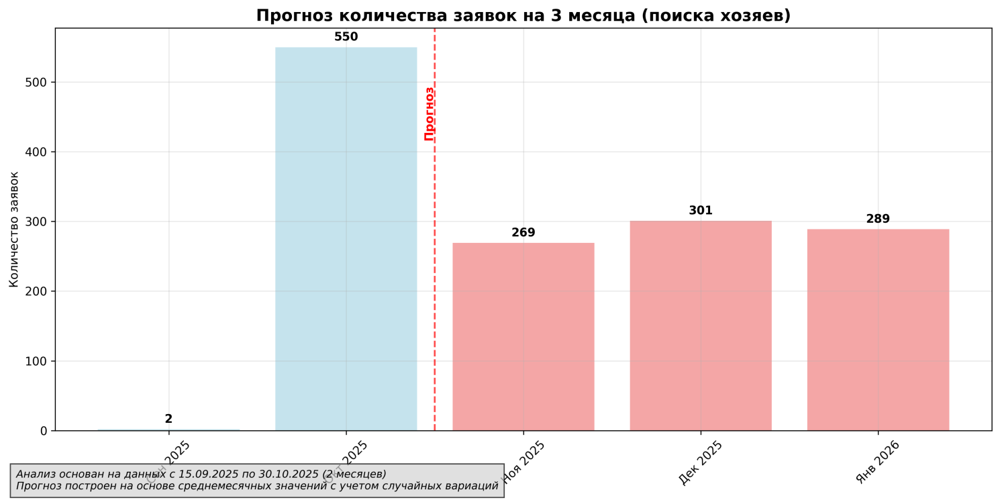 Прогноз количества заявок на 3 месяца (поиска хозяев)
Количество заявок
500
400
300
200
100
0
2
550
Прогноз
269
301
289
Сен 2025
Окт 2025
Ноя 2025
Дек 2025
Янв 2026
Анализ основан на данных с 15.09.2025 по 30.10.2025 (2 месяцев)
Прогноз построен на основе среднемесячных значений с учетом случайных вариаций